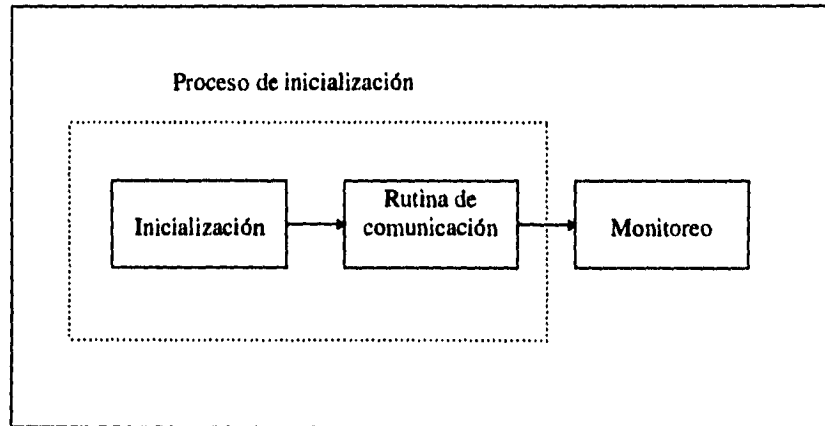 Proceso de inicialización
Inicialización
Rutina de
comunicación
Monitoreo